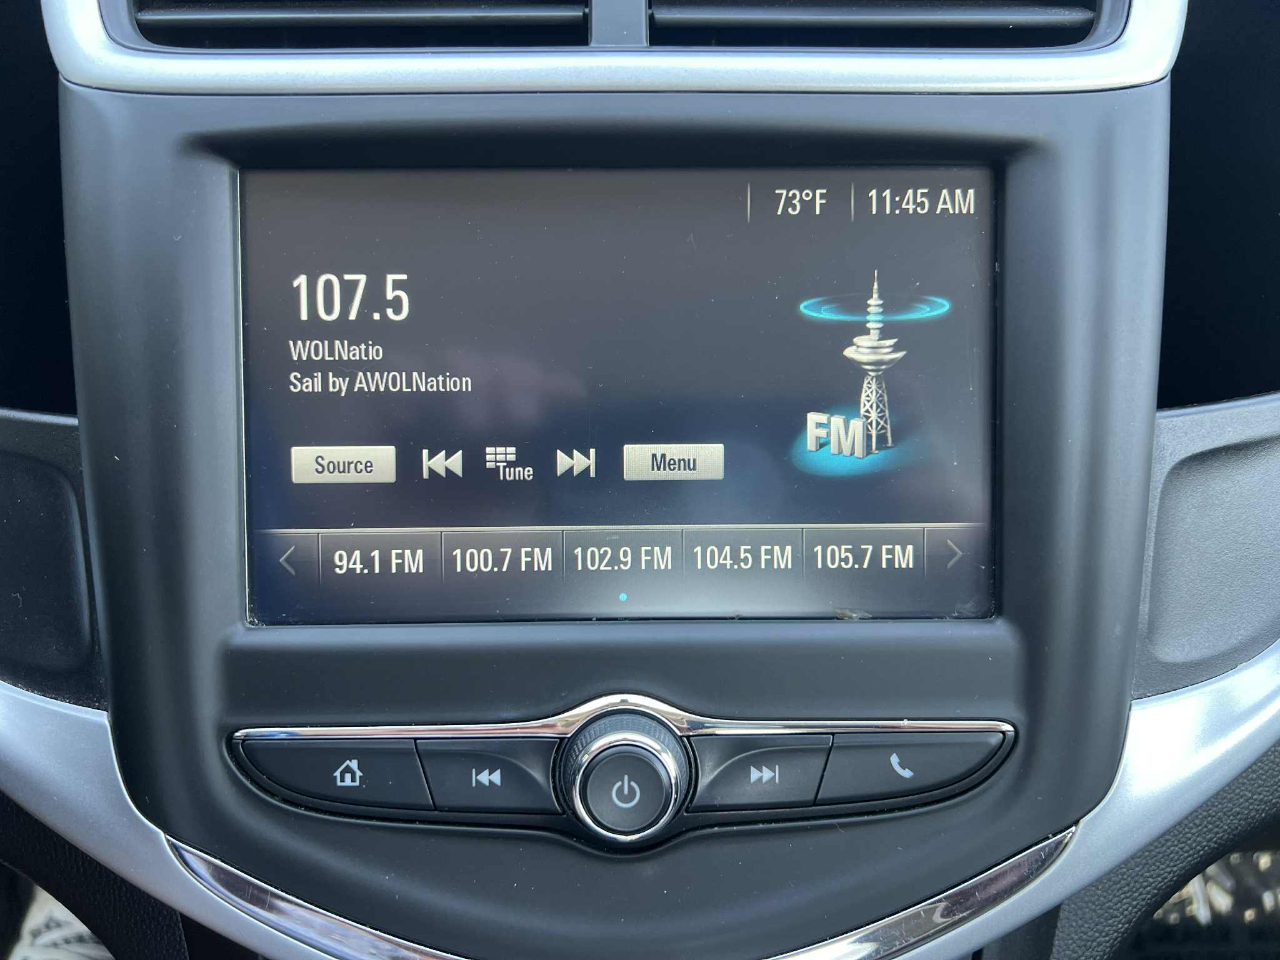 73°F 11:45 AM
107.5
WOLNatio
Sail by AWOLNation
FM
Source Tune Menu
94.1 FM 100.7 FM 102.9 FM 104.5 FM 105.7 FM